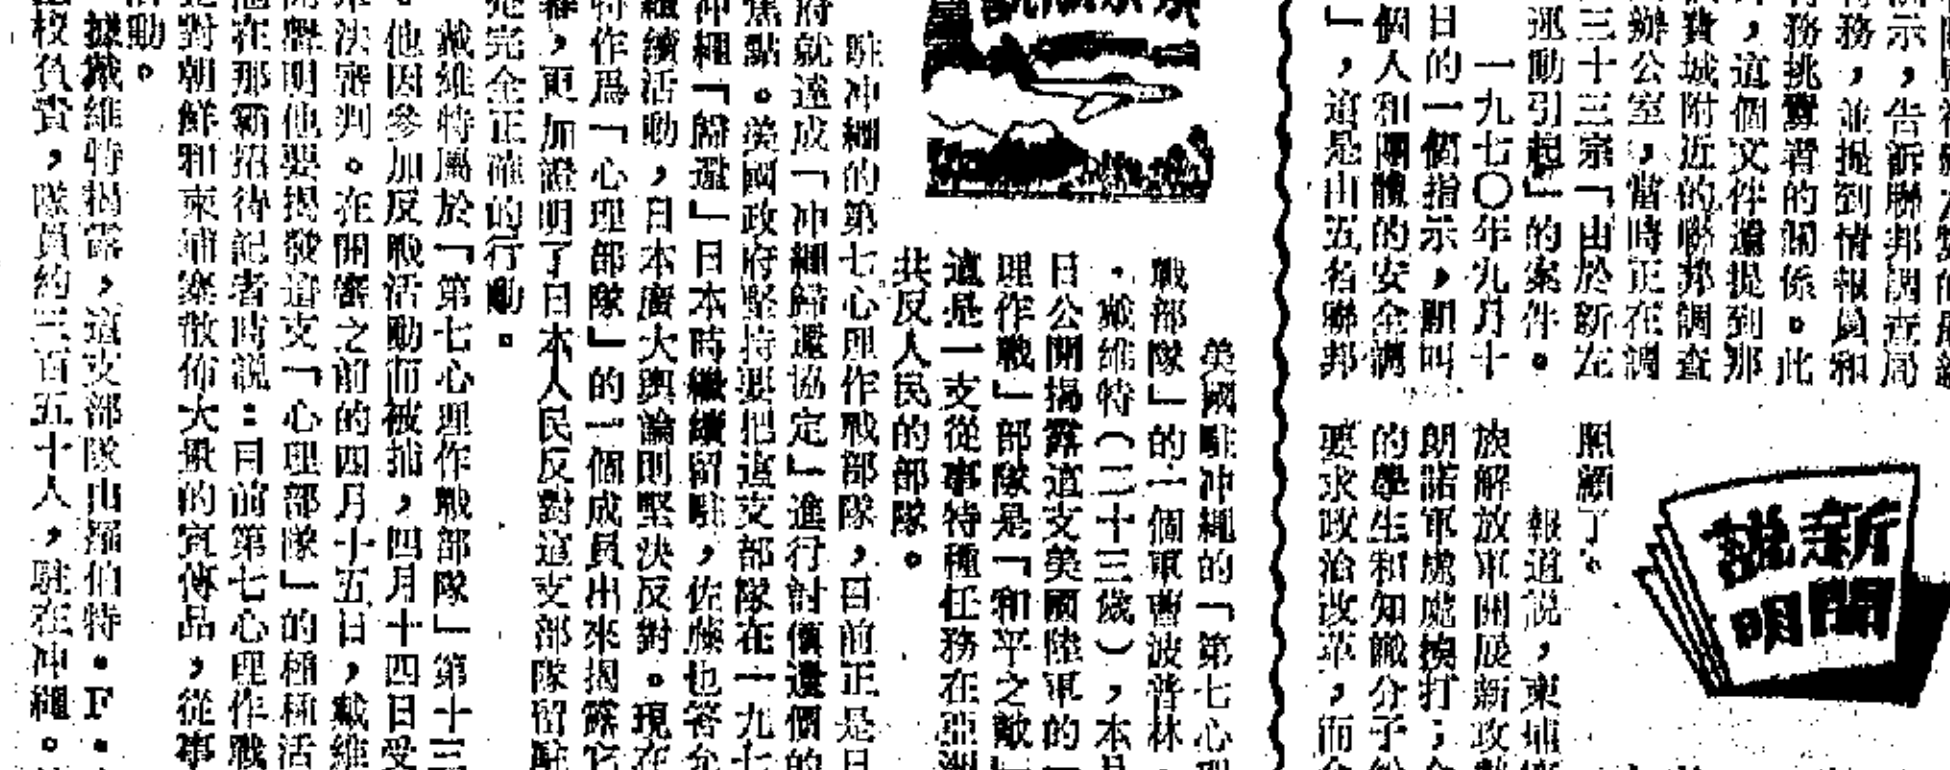 示，告訴聯邦調查局
務，並提到情報員和
務挑釁者的關係。此
，這個文件還提到那
費城附近的聯邦調查
辦公室，當時正在調
三十三宗「由於新左
運動引起」的案件。
一九七〇年九月十
日的一個指示，開叫
個人和團體的安全調
」，這是由五名聯邦
新聞
說明
照顧了。
報道說，柬埔
族解放軍開展新攻
朗諾軍處處挨打；
的學生和知識分子
要求政治改革，而
美國駐冲繩的「第七心
戰部隊」的一個軍曹波普林
·戴維特（二十三歲），本
日公開揭露這支美國陸軍的
理作戰」部隊是「和平之敵」
這是一支從事特種任務在亞洲
共反人民的部隊。
駐冲繩的第七心理作戰部隊，目前正是日
府就達成「冲繩歸還協定」進行討價還價的
焦點。美國政府堅持要把這支部隊在一九七
冲繩「歸還」日本時繼續留駐，佐藤也答允
繼續活動，日本廣大輿論則堅決反對。現在
特作爲「心理部隊」的一個成員出來揭露它
，更加證明了日本人民反對這支部隊留駐
是完全正確的行動。
戴維特屬於「第七心理作戰部隊」第十三
。他因參加反戰活動而被捕，四月十四日受
決審判。在開審之前的四月十五日，戴維
開聲明他要揭發這支「心理部隊」的種種活
他在那霸招待記者時説：目前第七心理作戰
是對朝鮮和柬埔寨散佈大量的宣傳品，從事
活動。
據戴維特揭露，這支部隊由羅伯特·F·
校負責，隊員約三百五十人，駐在冲繩。